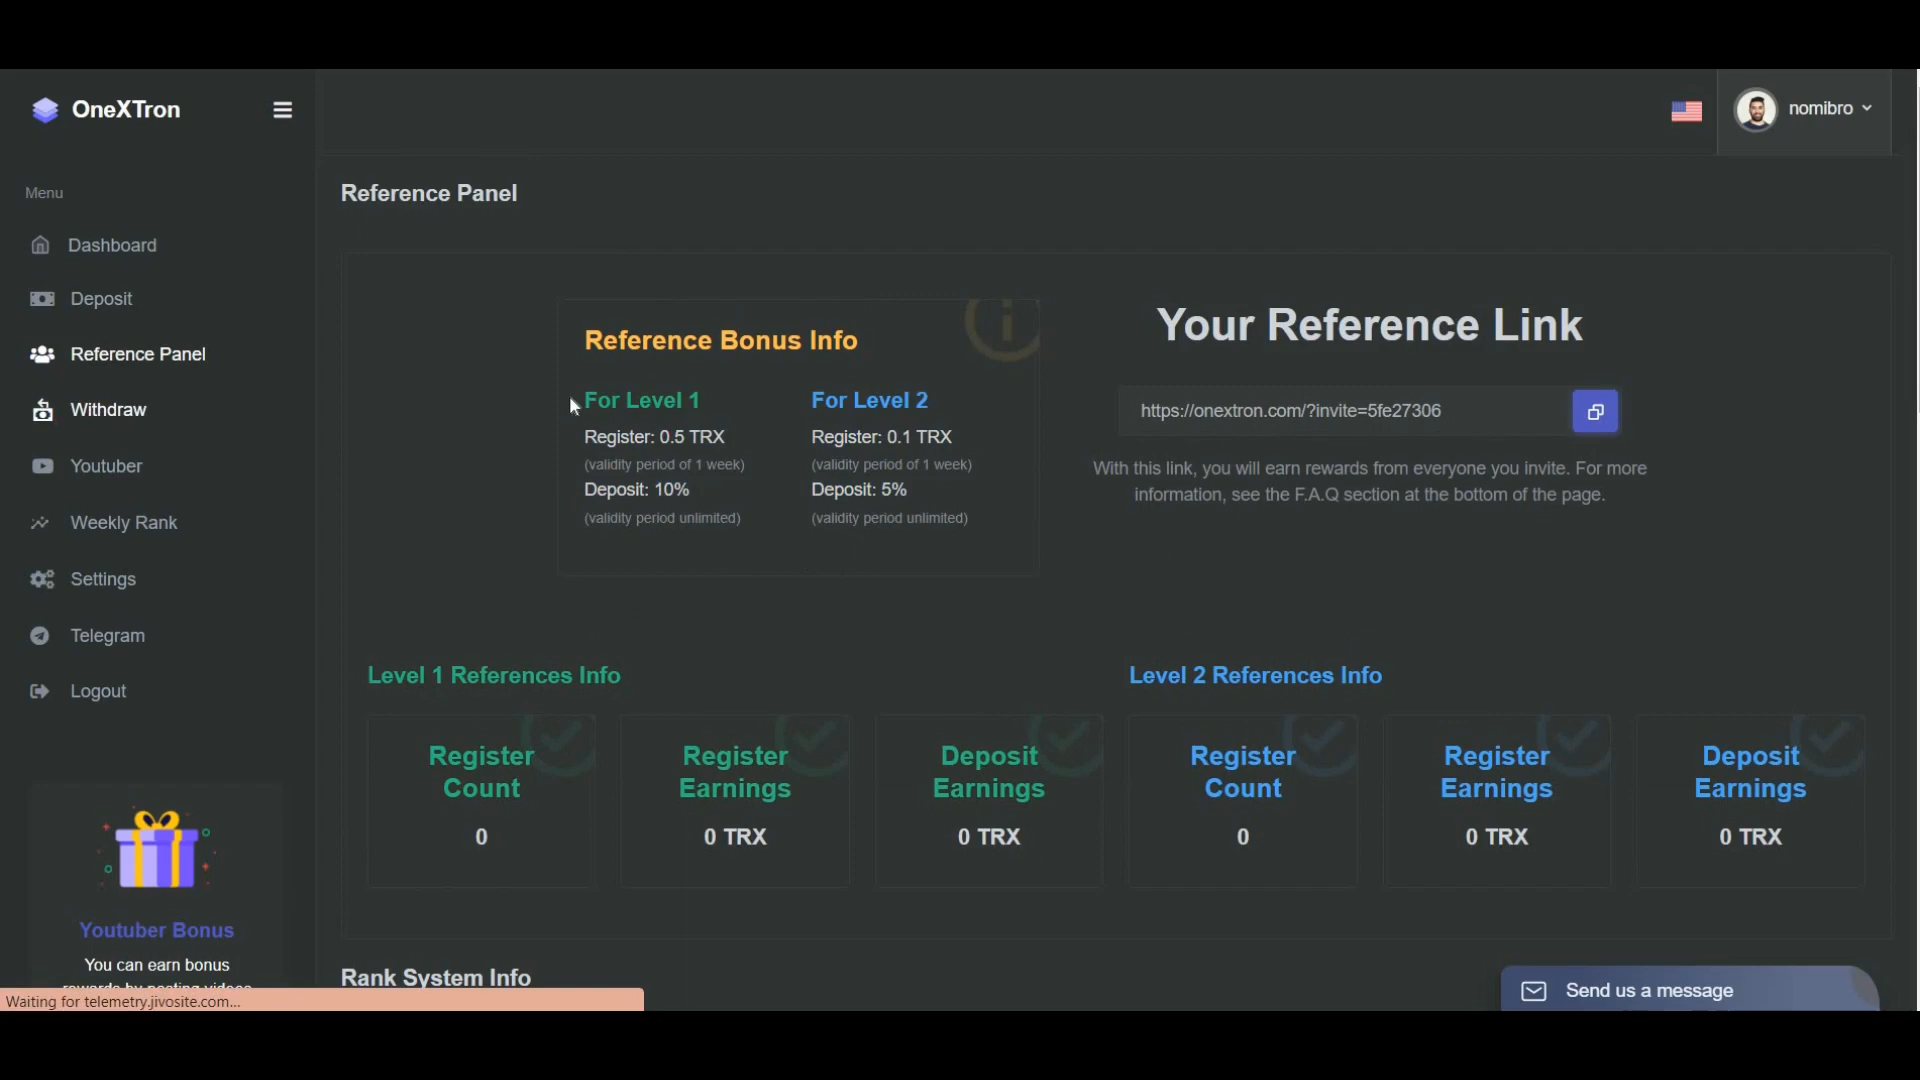 OneXTron
nomibro
Menu
Dashboard
Deposit
Reference Panel
Withdraw
Youtuber
Weekly Rank
Settings
Telegram
Logout
Youtuber Bonus
You can earn bonus
rewards by posting videos
Waiting for telemetry.jivosite.com...
Reference Panel
Reference Bonus Info
For Level 1
Register: 0.5 TRX
(validity period of 1 week)
Deposit: 10%
(validity period unlimited)
For Level 2
Register: 0.1 TRX
(validity period of 1 week)
Deposit: 5%
(validity period unlimited)
Your Reference Link
https://onextron.com/?invite=5fe27306
With this link, you will earn rewards from everyone you invite. For more
information, see the F.A.Q section at the bottom of the page.
Level 1 References Info
Register
Count
0
Register
Earnings
0 TRX
Deposit
Earnings
0 TRX
Level 2 References Info
Register
Count
0
Register
Earnings
0 TRX
Deposit
Earnings
0 TRX
Rank System Info
Send us a message